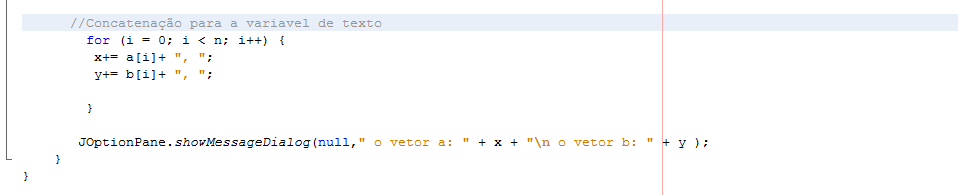 //Concatenação para a variavel de texto
for (i = 0; i < n; i++) {
x+= a[i]+ ", ";
y+= b[i]+ ", ";
}
JOptionPane.showMessageDialog(null," o vetor a: " + x + "\n o vetor b: " + y );
}
}